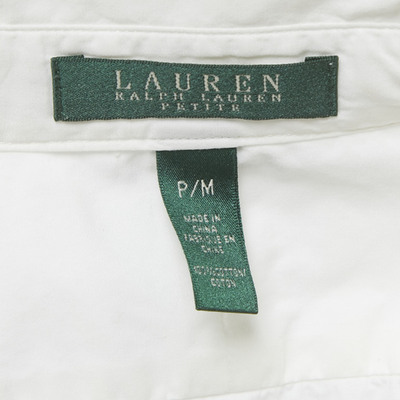 LAUREN
RALPH LAUREN
PETITE
P/M
MADE IN
CHINA
FABRIQUE EN
CHINE
100%COTTON/
COTON